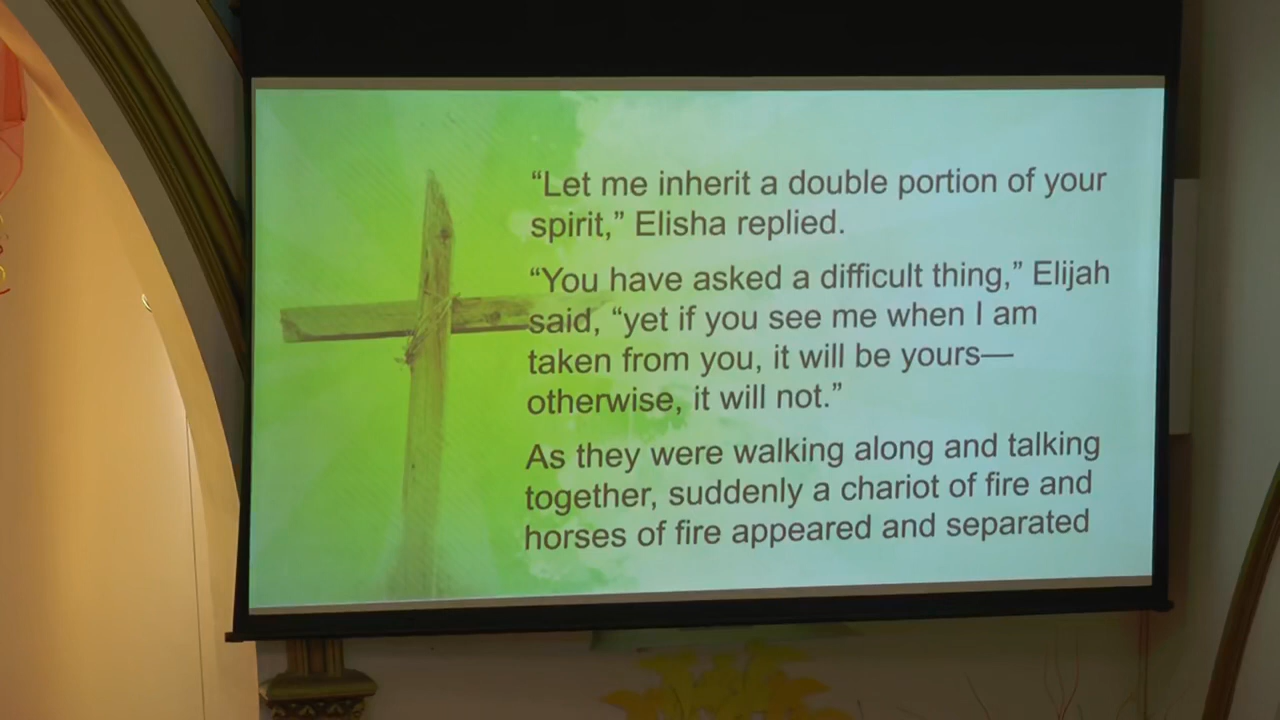 “Let me inherit a double portion of your
spirit,” Elisha replied.
“You have asked a difficult thing,” Elijah
said, “yet if you see me when I am
taken from you, it will be yours—
otherwise, it will not.”
As they were walking along and talking
together, suddenly a chariot of fire and
horses of fire appeared and separated